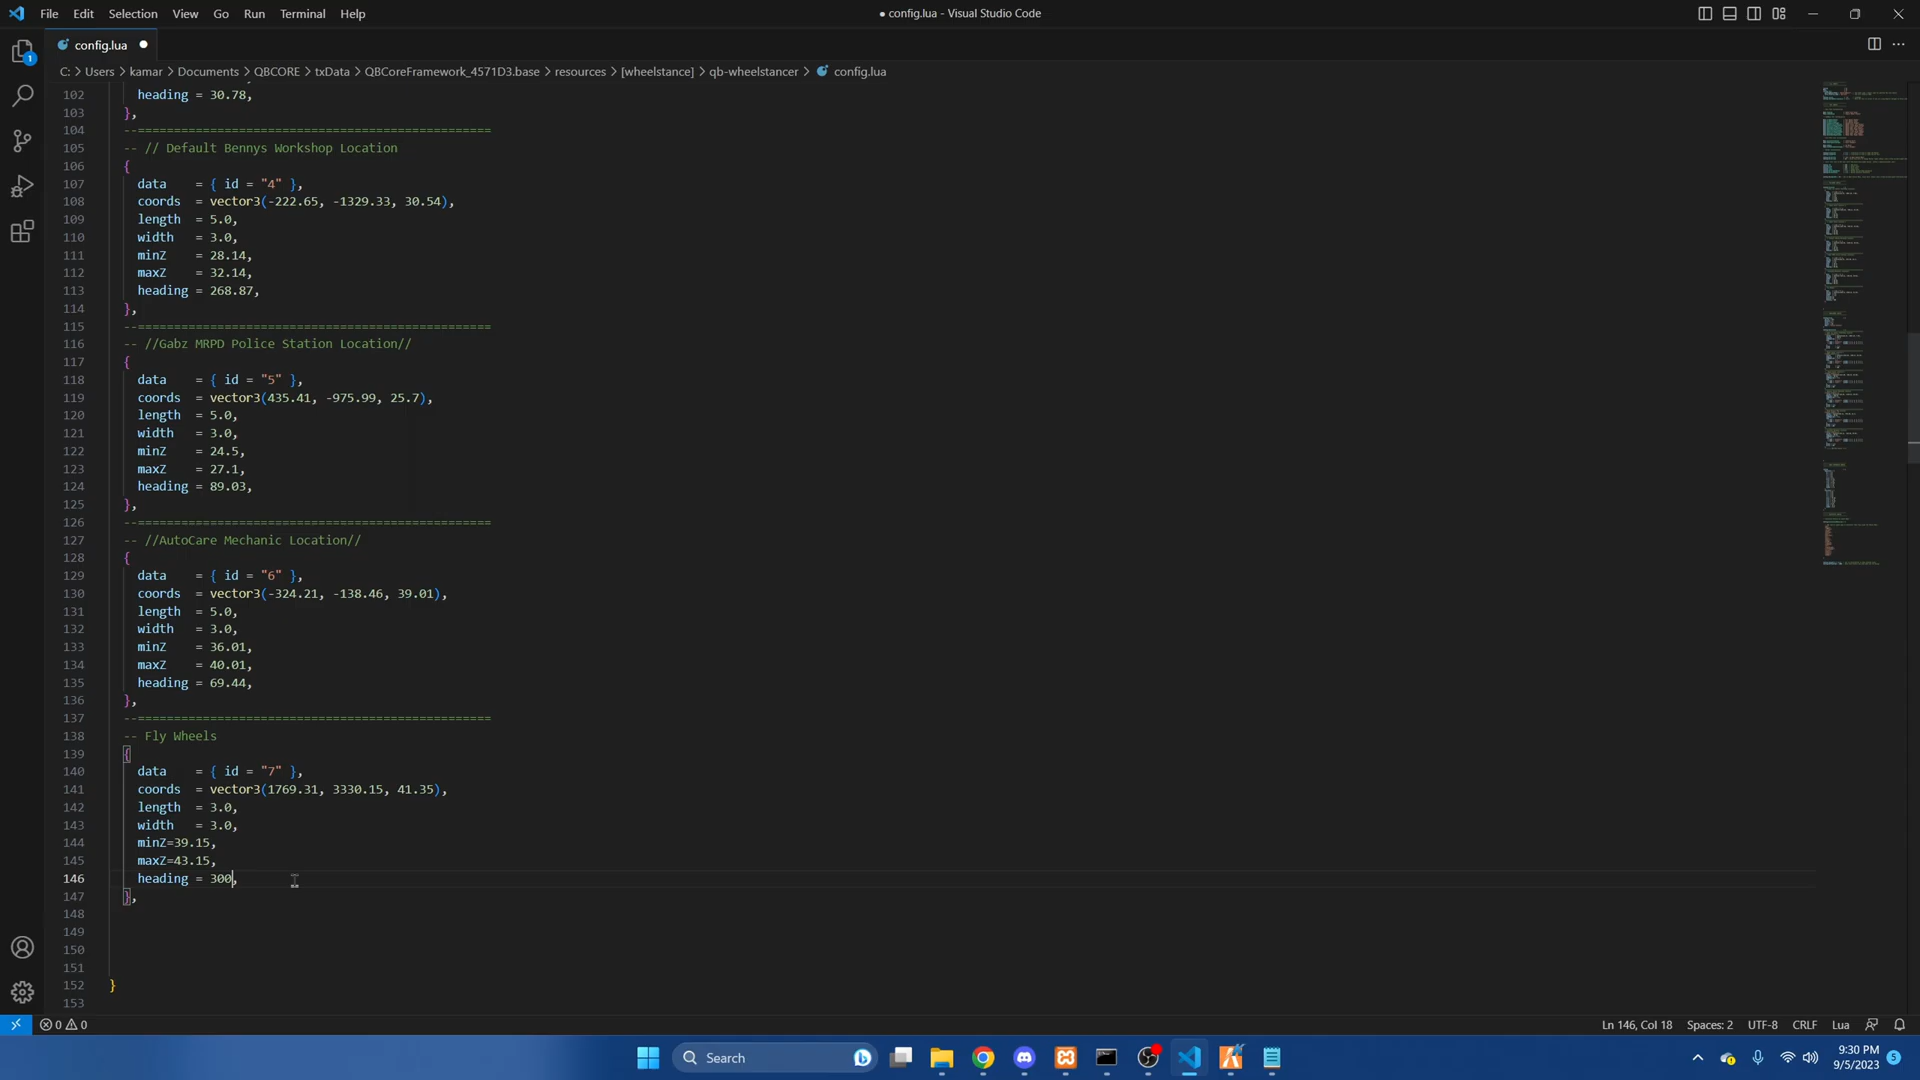 File Edit Selection View Go Run Terminal Help
● config.lua - Visual Studio Code
config.lua
C: > Users > kamar > Documents > QBCORE > txData > QBCoreFramework_4571D3.base > resources > [wheelstance] > qb-wheelstancer > config.lua
102 heading = 30.78,
103 },
104 --=================================================
105 -- // Default Bennys Workshop Location
106 {
107 data = { id = "4" },
108 coords = vector3(-222.65, -1329.33, 30.54),
109 length = 5.0,
110 width = 3.0,
111 minZ = 28.14,
112 maxZ = 32.14,
113 heading = 268.87,
114 },
115 --=================================================
116 -- //Gabz MRPD Police Station Location//
117 {
118 data = { id = "5" },
119 coords = vector3(435.41, -975.99, 25.7),
120 length = 5.0,
121 width = 3.0,
122 minZ = 24.5,
123 maxZ = 27.1,
124 heading = 89.03,
125 },
126 --=================================================
127 -- //AutoCare Mechanic Location//
128 {
129 data = { id = "6" },
130 coords = vector3(-324.21, -138.46, 39.01),
131 length = 5.0,
132 width = 3.0,
133 minZ = 36.01,
134 maxZ = 40.01,
135 heading = 69.44,
136 },
137 --=================================================
138 -- Fly Wheels
139 {
140 data = { id = "7" },
141 coords = vector3(1769.31, 3330.15, 41.35),
142 length = 3.0,
143 width = 3.0,
144 minZ=39.15,
145 maxZ=43.15,
146 heading = 300,
147 },
148
149
150
151
152 }
153
0 0 Ln 146, Col 18 Spaces: 2 UTF-8 CRLF Lua
Search
9:30 PM
9/5/2023
5
1